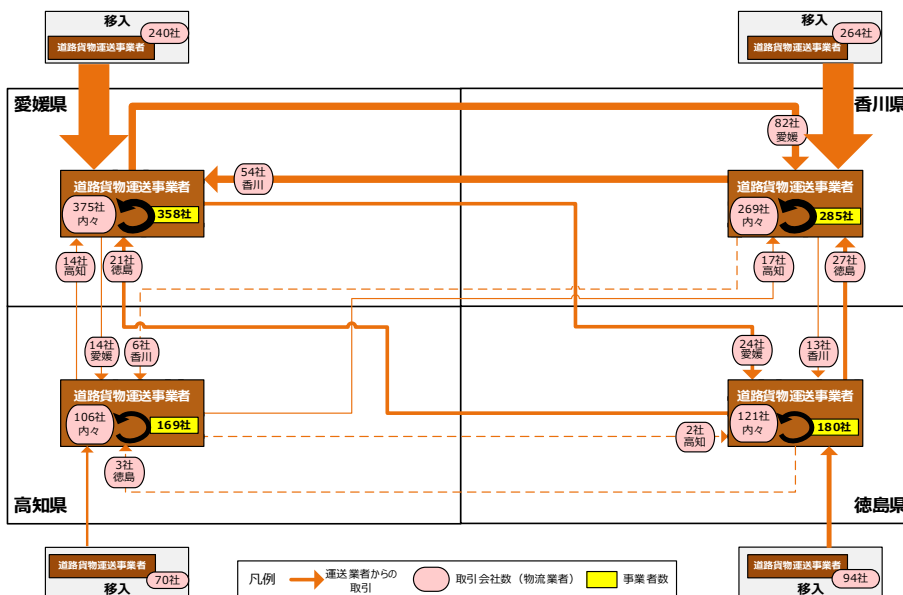 移入
240社
道路貨物運送事業者
移入
264社
道路貨物運送事業者
愛媛県
香川県
82社
愛媛
54社
香川
道路貨物運送事業者
375社
内々
358社
道路貨物運送事業者
269社
内々
285社
14社
高知
21社
徳島
17社
高知
27社
徳島
14社
愛媛
6社
香川
24社
愛媛
13社
香川
道路貨物運送事業者
106社
内々
169社
道路貨物運送事業者
121社
内々
180社
2社
高知
3社
徳島
高知県
徳島県
道路貨物運送事業者
70社
移入
凡例
運送業者からの
取引
取引会社数（物流業者）
事業者数
道路貨物運送事業者
94社
移入